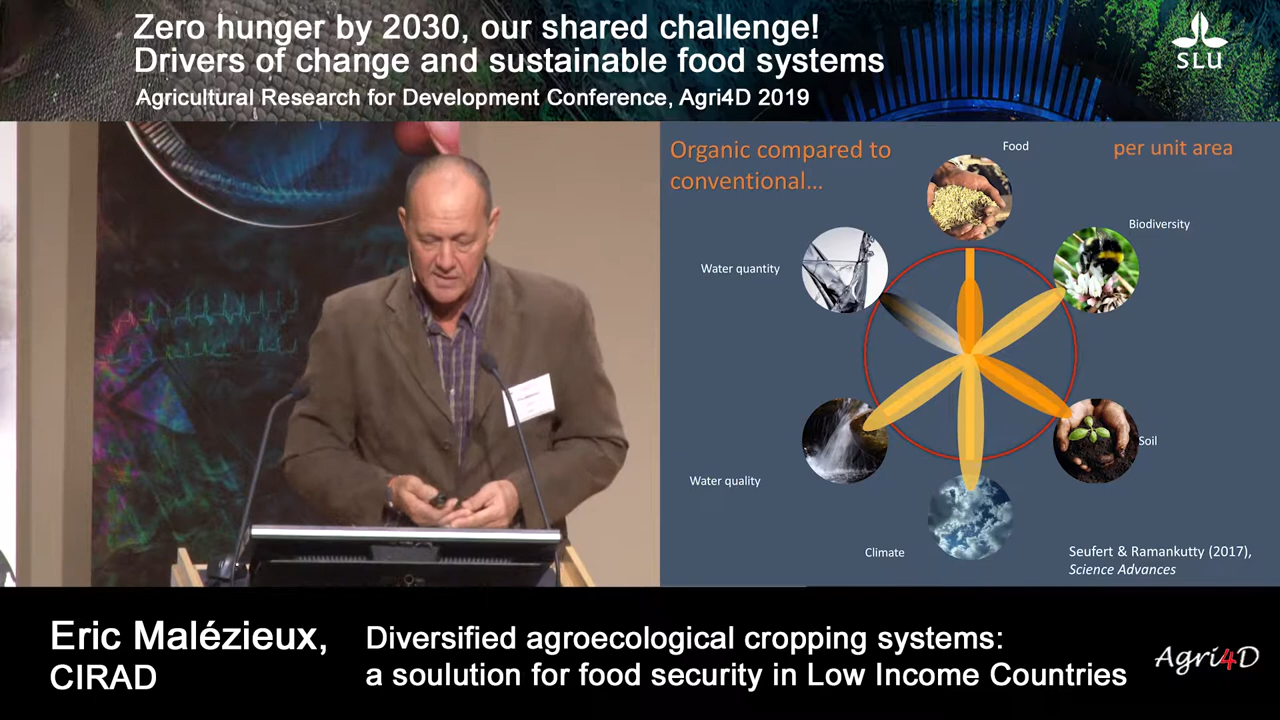 Zero hunger by 2030, our shared challenge!
Drivers of change and sustainable food systems
Agricultural Research for Development Conference, Agri4D 2019
SLU
Organic compared to
conventional...
per unit area
Food
Biodiversity
Water quantity
Soil
Water quality
Climate
Seufert & Ramankutty (2017),
Science Advances
Eric Malézieux,
CIRAD
Diversified agroecological cropping systems:
a soulution for food security in Low Income Countries
Agri4D